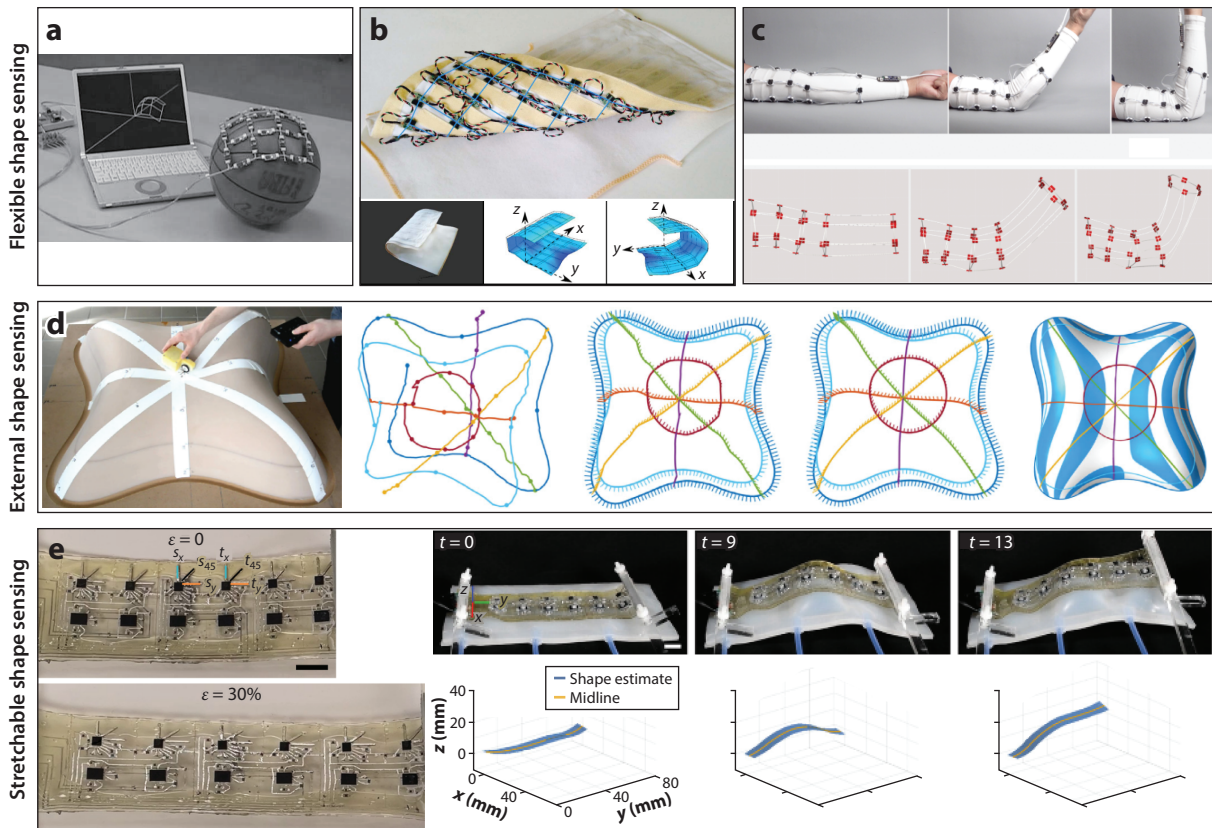 Flexible shape sensing
a
b
z
x
y
z
y
x
c
External shape sensing
d
Stretchable shape sensing
e
ε = 0
s_x
s_45
t_x
t_45
s_y
t_y
ε = 30%
t = 0
z
y
x
t = 9
t = 13
Shape estimate
Midline
40
20
0
z (mm)
0
40
x (mm)
0
40
80
y (mm)